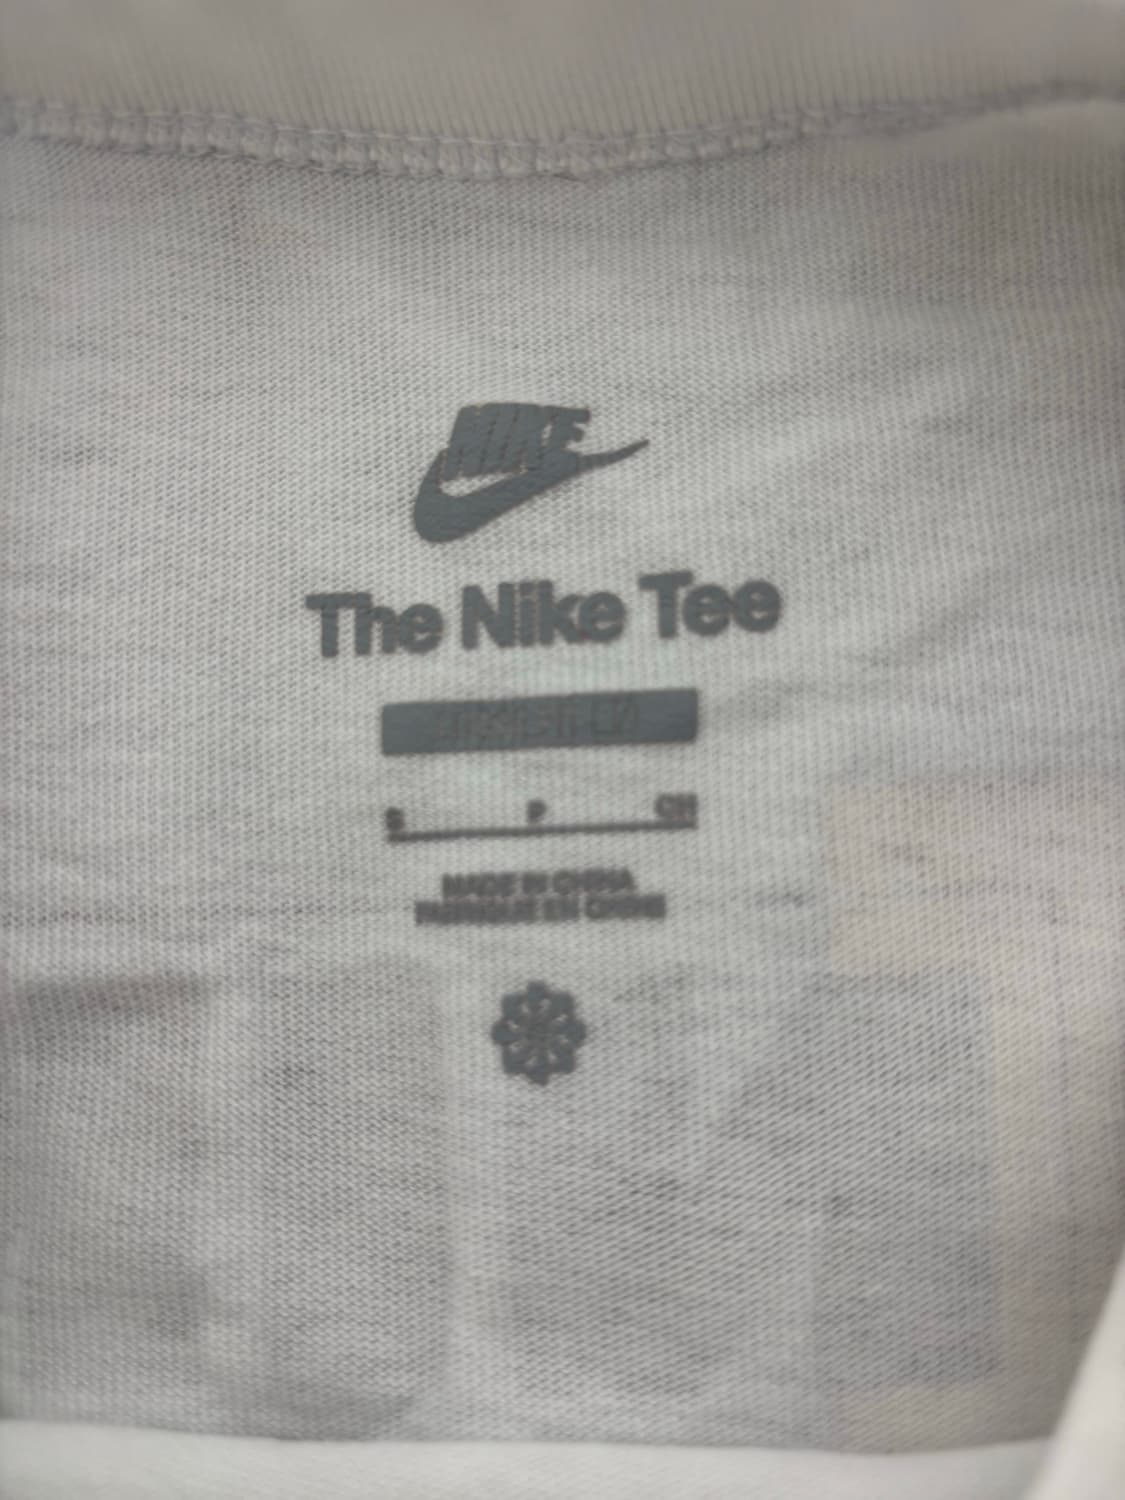 NIKE
The Nike Tee
S P CH
MADE IN CHINA
FABRIQUÉ EN CHINE